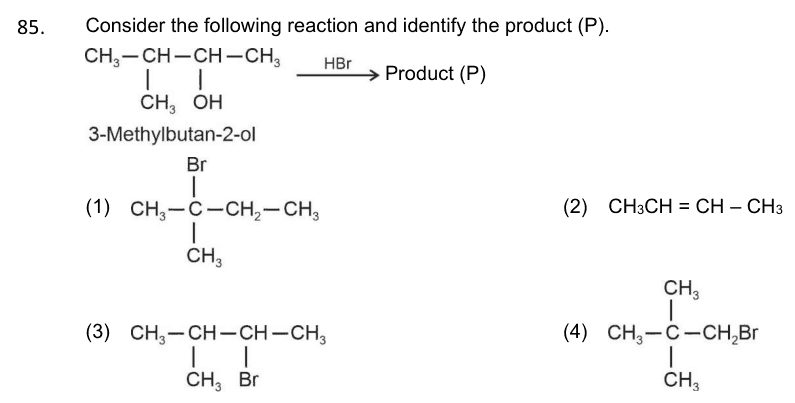 85. Consider the following reaction and identify the product (P).
CH₃–CH–CH–CH₃ HBr Product (P)
CH₃ OH
3-Methylbutan-2-ol
Br
(1) CH₃–C–CH₂–CH₃ (2) CH3CH = CH – CH3
CH₃
CH₃
(3) CH₃–CH–CH–CH₃ (4) CH₃–C–CH₂Br
CH₃ Br CH₃